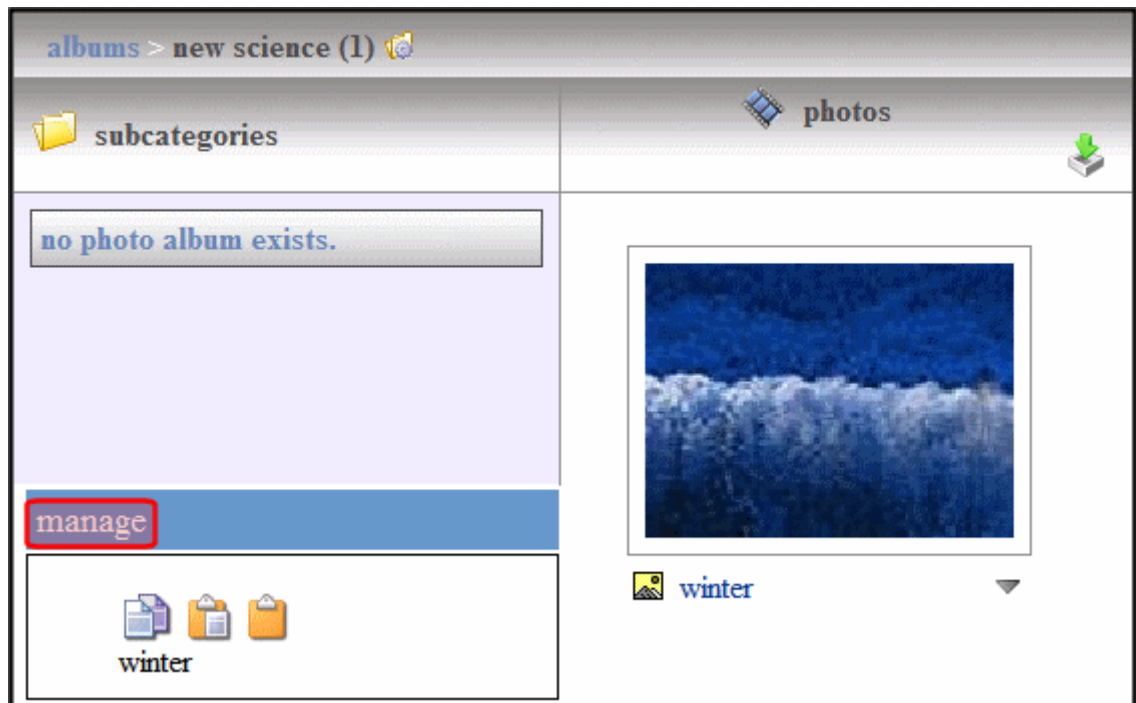 albums > new science (1)
subcategories
photos
no photo album exists.
manage
winter
winter